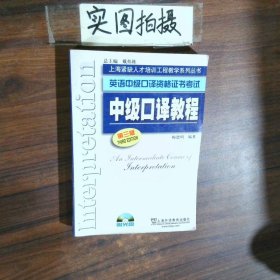 实图拍摄
总主编 戴炜栋
上海紧缺人才培训工程教学系列丛书
英语中级口译资格证书考试
中级口译教程
第三版
梅德明 编著
An Intermediate Course of
Interpretation
Interpretation
附光盘
上海外语教育出版社